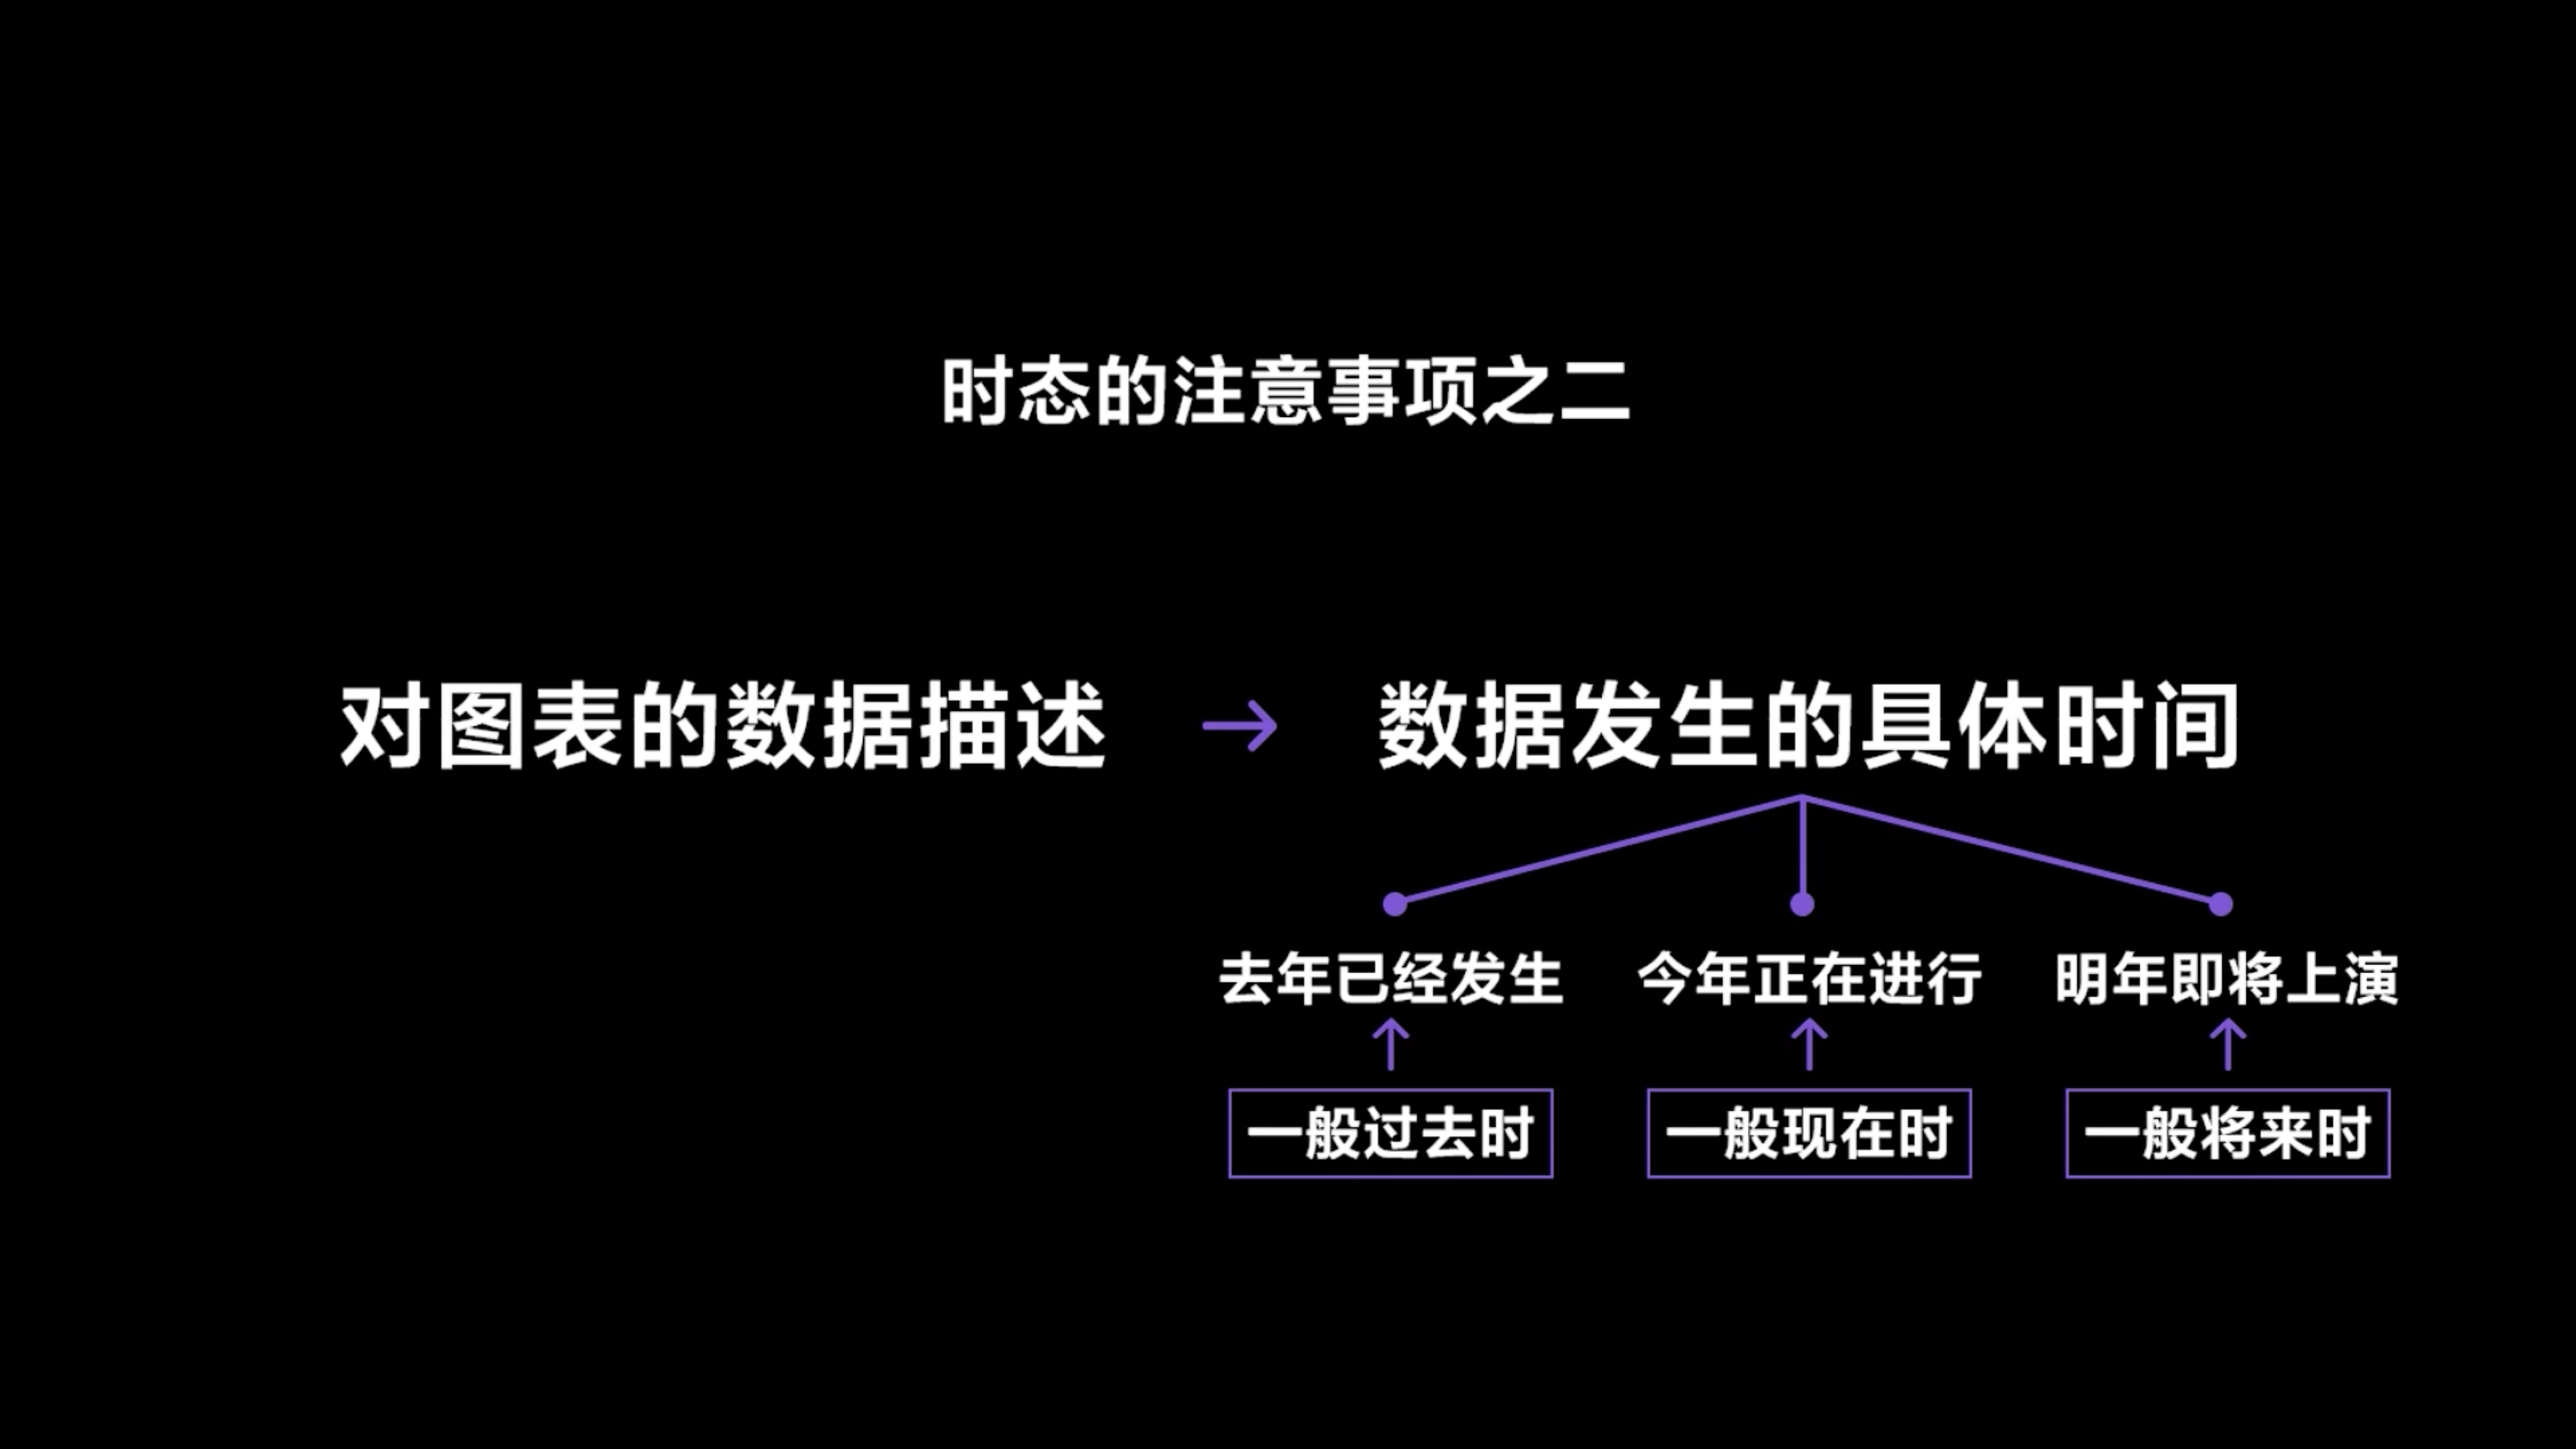 时态的注意事项之二
对图表的数据描述 → 数据发生的具体时间
去年已经发生 今年正在进行 明年即将上演
一般过去时 一般现在时 一般将来时